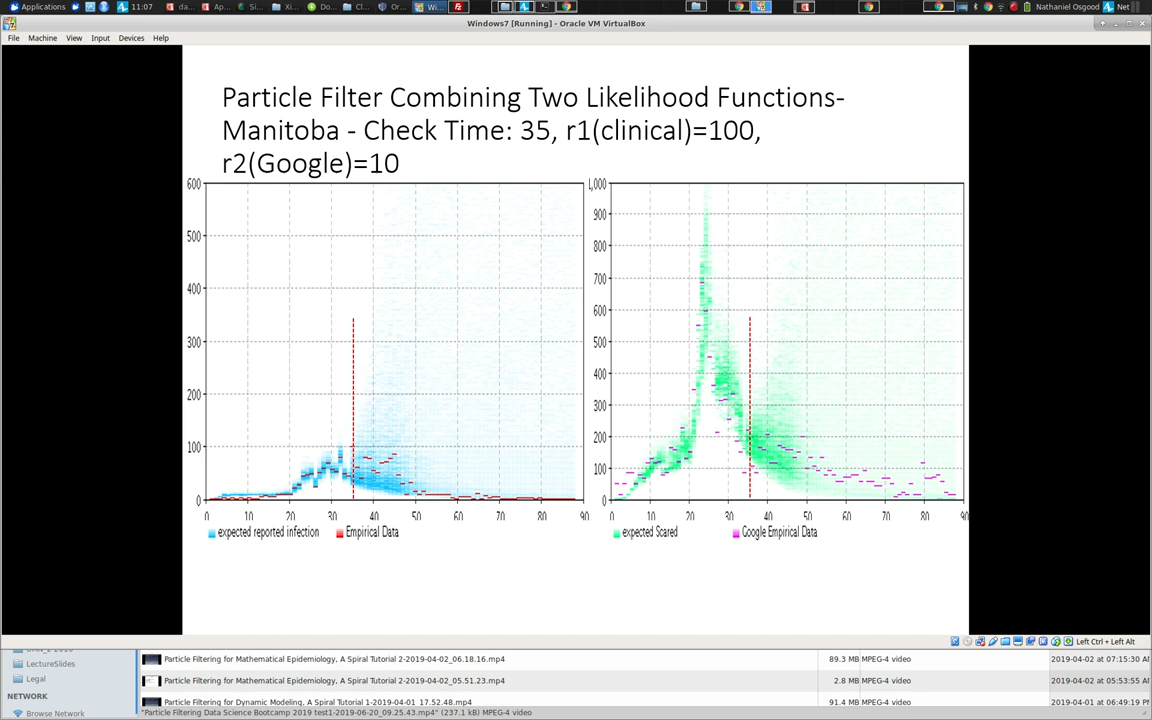 Applications
11:07
da...
Ap...
Si...
Xi...
Do...
Cl...
Or...
Wi...
Nathaniel Osgood
Net
Windows7 [Running] - Oracle VM VirtualBox
File Machine View Input Devices Help
Particle Filter Combining Two Likelihood Functions-
Manitoba - Check Time: 35, r1(clinical)=100,
r2(Google)=10
600
500
400
300
200
100
0
0 10 20 30 40 50 60 70 80 90
expected reported infection Empirical Data
1,000
900
800
700
600
500
400
300
200
100
0
0 10 20 30 40 50 60 70 80 90
expected Scared Google Empirical Data
Left Ctrl + Left Alt
LectureSlides
Legal
NETWORK
Browse Network
Particle Filtering for Mathematical Epidemiology, A Spiral Tutorial 2-2019-04-02_06.18.16.mp4 89.3 MB MPEG-4 video 2019-04-02 at 07:15:30 AM
Particle Filtering for Mathematical Epidemiology, A Spiral Tutorial 2-2019-04-02_05.51.23.mp4 2.8 MB MPEG-4 video 2019-04-02 at 05:53:55 AM
Particle Filtering for Dynamic Modeling, A Spiral Tutorial 1-2019-04-01_17.52.48.mp4 91.4 MB MPEG-4 video 2019-04-01 at 06:49:19 PM
"Particle Filtering Data Science Bootcamp 2019 test1-2019-06-20_09.25.43.mp4" (237.1 kB) MPEG-4 video